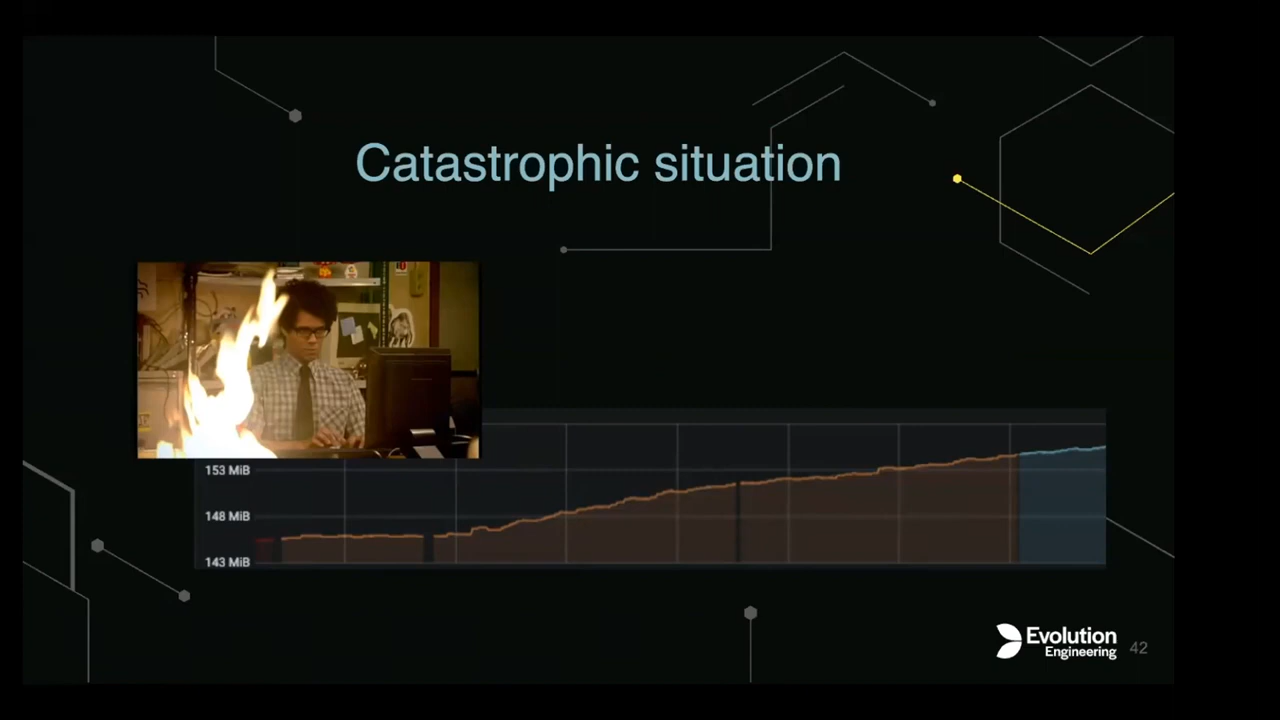 Catastrophic situation
153 MiB
148 MiB
143 MiB
Evolution
Engineering
42